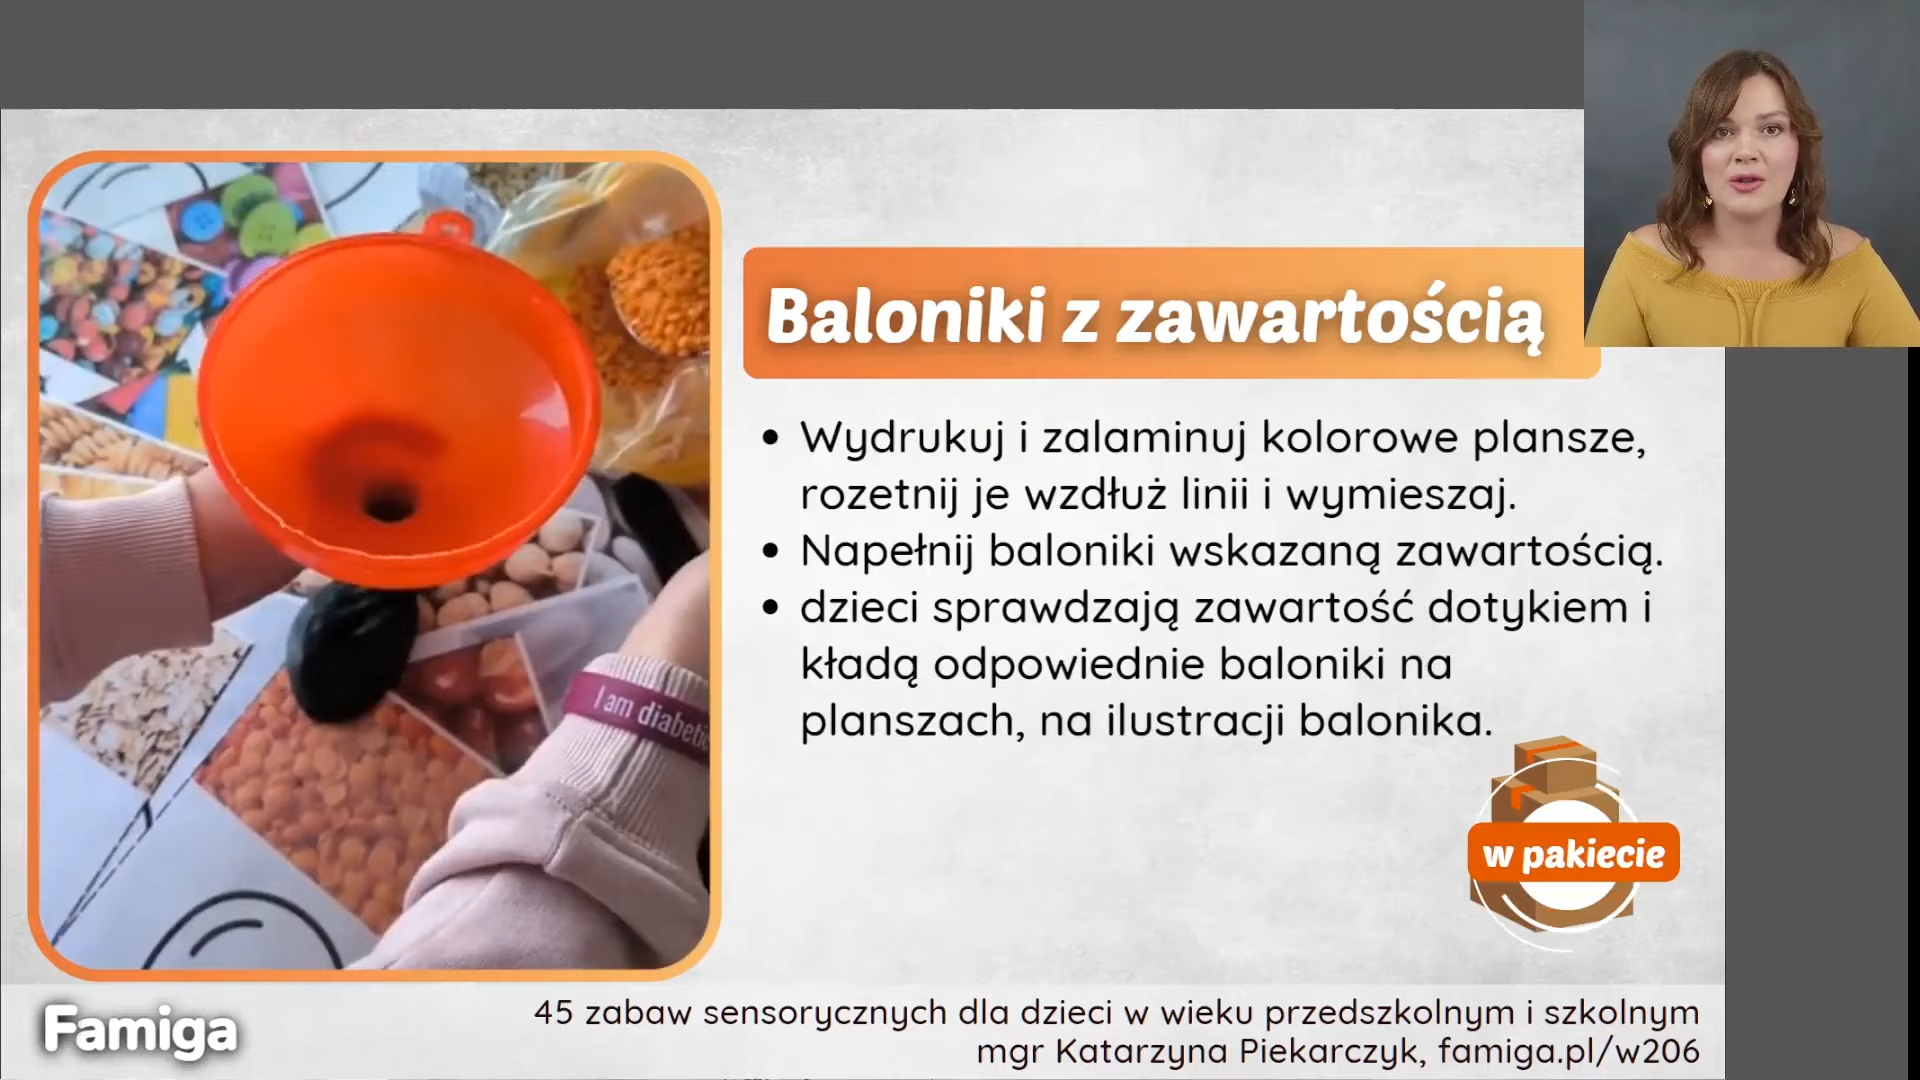 Baloniki z zawartością
• Wydrukuj i zalaminuj kolorowe plansze,
rozetnij je wzdłuż linii i wymieszaj.
• Napełnij baloniki wskazaną zawartością.
• dzieci sprawdzają zawartość dotykiem i
kładą odpowiednie baloniki na
planszach, na ilustracji balonika.
I am diabetic
w pakiecie
Famiga
45 zabaw sensorycznych dla dzieci w wieku przedszkolnym i szkolnym
mgr Katarzyna Piekarczyk, famiga.pl/w206